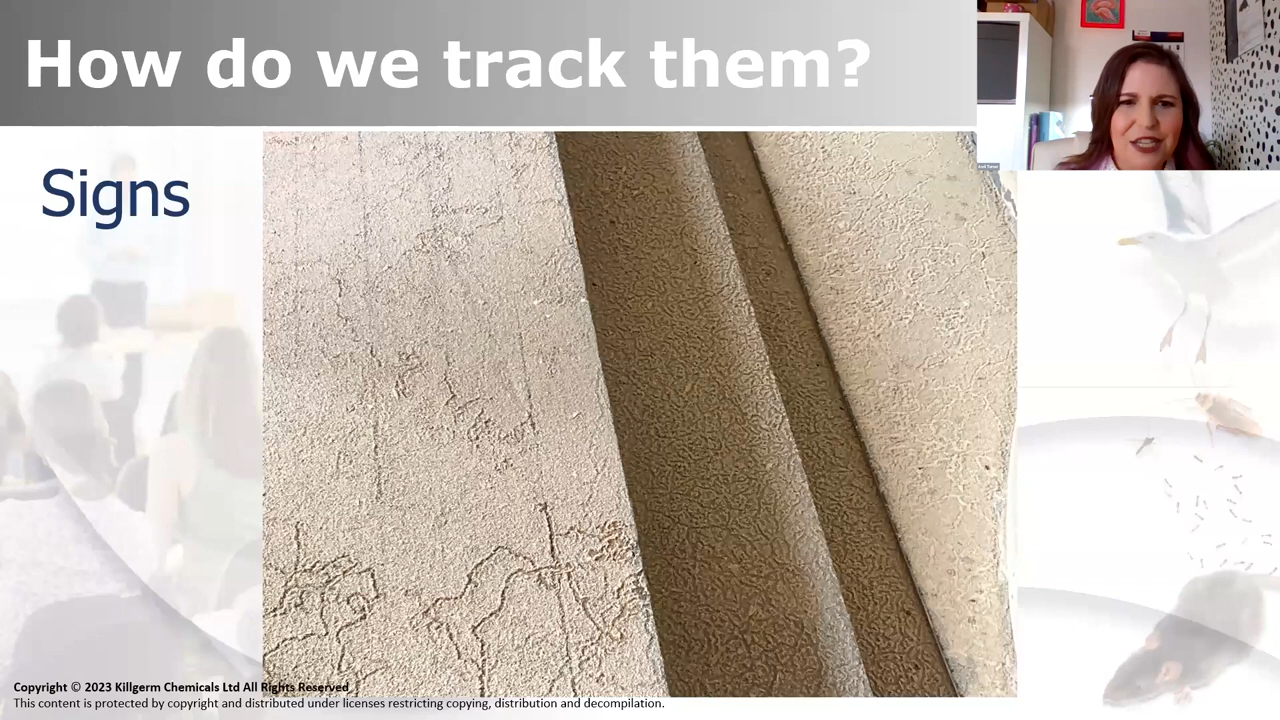 How do we track them?
Signs
Copyright © 2023 Killgerm Chemicals Ltd All Rights Reserved
This content is protected by copyright and distributed under licenses restricting copying, distribution and decompilation.